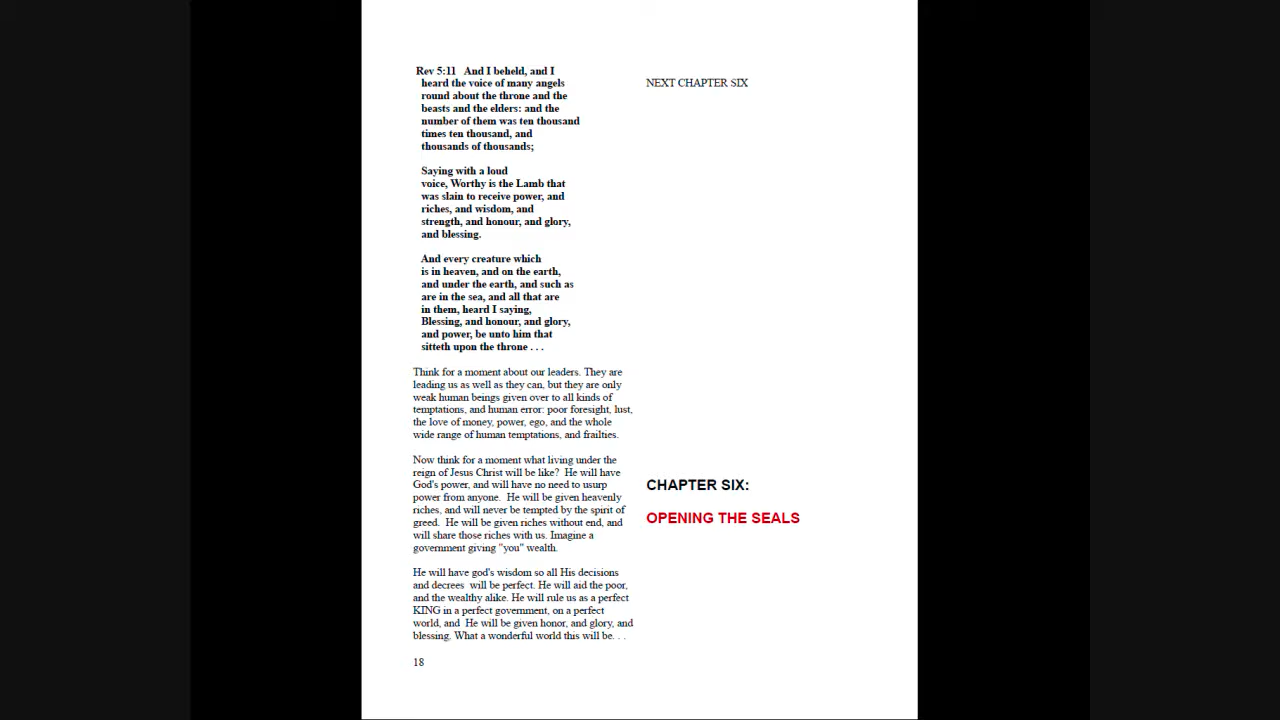 Rev 5:11 And I beheld, and I
heard the voice of many angels
round about the throne and the
beasts and the elders: and the
number of them was ten thousand
times ten thousand, and
thousands of thousands;
Saying with a loud
voice, Worthy is the Lamb that
was slain to receive power, and
riches, and wisdom, and
strength, and honour, and glory,
and blessing.
And every creature which
is in heaven, and on the earth,
and under the earth, and such as
are in the sea, and all that are
in them, heard I saying,
Blessing, and honour, and glory,
and power, be unto him that
sitteth upon the throne . . .
Think for a moment about our leaders. They are
leading us as well as they can, but they are only
weak human beings given over to all kinds of
temptations, and human error: poor foresight, lust,
the love of money, power, ego, and the whole
wide range of human temptations, and frailties.
Now think for a moment what living under the
reign of Jesus Christ will be like? He will have
God's power, and will have no need to usurp
power from anyone. He will be given heavenly
riches, and will never be tempted by the spirit of
greed. He will be given riches without end, and
will share those riches with us. Imagine a
government giving "you" wealth.
He will have god's wisdom so all His decisions
and decrees will be perfect. He will aid the poor,
and the wealthy alike. He will rule us as a perfect
KING in a perfect government, on a perfect
world, and He will be given honor, and glory, and
blessing. What a wonderful world this will be. . .
18
NEXT CHAPTER SIX
CHAPTER SIX:
OPENING THE SEALS